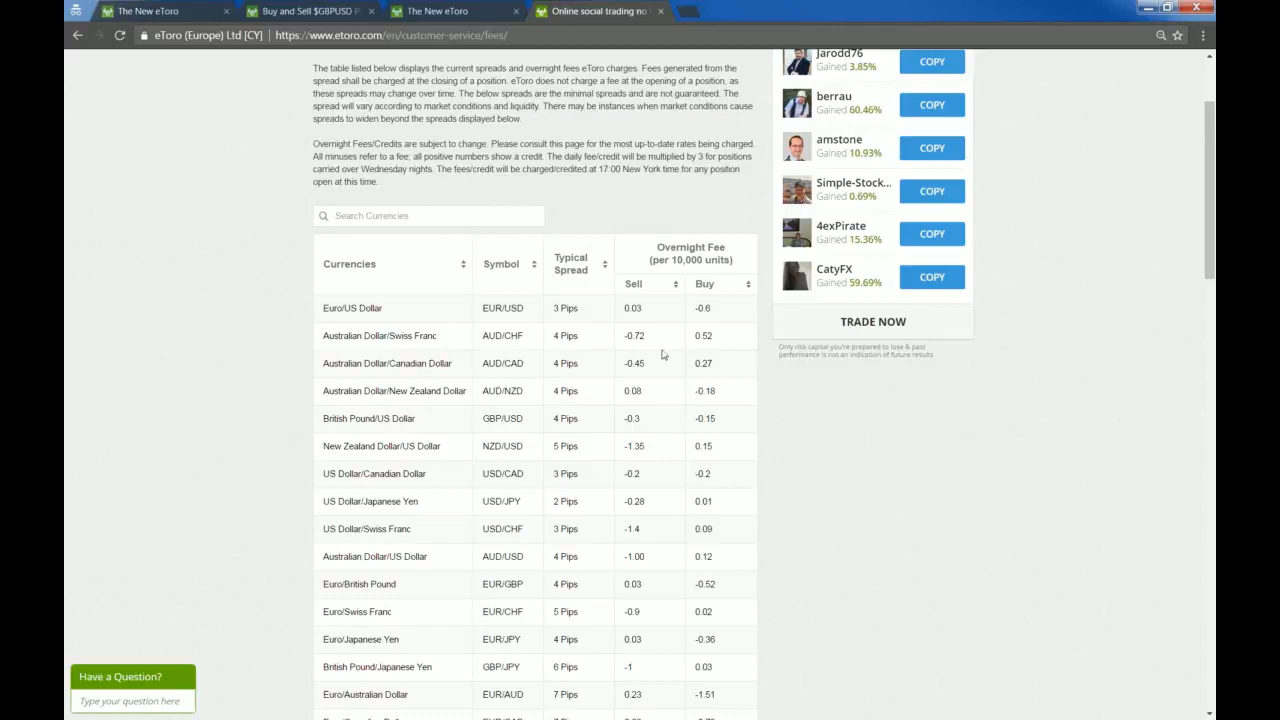 The New eToro
Buy and Sell $GBPUSD
The New eToro
Online social trading no
eToro (Europe) Ltd [CY]
https://www.etoro.com/en/customer-service/fees/
The table listed below displays the current spreads and overnight fees eToro charges. Fees generated from the
spread shall be charged at the closing of a position. eToro does not charge a fee at the opening of a position, as
these spreads may change over time. The below spreads are the minimal spreads and are not guaranteed. The
spread will vary according to market conditions and liquidity. There may be instances when market conditions cause
spreads to widen beyond the spreads displayed below.
Overnight Fees/Credits are subject to change. Please consult this page for the most up-to-date rates being charged.
All minuses refer to a fee; all positive numbers show a credit. The daily fee/credit will be multiplied by 3 for positions
carried over Wednesday nights. The fees/credit will be charged/credited at 17:00 New York time for any position
open at this time.
Search Currencies
Currencies Symbol Typical Spread Overnight Fee (per 10,000 units)
Sell Buy
Euro/US Dollar EUR/USD 3 Pips 0.03 -0.6
Australian Dollar/Swiss Franc AUD/CHF 4 Pips -0.72 0.52
Australian Dollar/Canadian Dollar AUD/CAD 4 Pips -0.45 0.27
Australian Dollar/New Zealand Dollar AUD/NZD 4 Pips 0.08 -0.18
British Pound/US Dollar GBP/USD 4 Pips -0.3 -0.15
New Zealand Dollar/US Dollar NZD/USD 5 Pips -1.35 0.15
US Dollar/Canadian Dollar USD/CAD 3 Pips -0.2 -0.2
US Dollar/Japanese Yen USD/JPY 2 Pips -0.28 0.01
US Dollar/Swiss Franc USD/CHF 3 Pips -1.4 0.09
Australian Dollar/US Dollar AUD/USD 4 Pips -1.00 0.12
Euro/British Pound EUR/GBP 4 Pips 0.03 -0.52
Euro/Swiss Franc EUR/CHF 5 Pips -0.9 0.02
Euro/Japanese Yen EUR/JPY 4 Pips 0.03 -0.36
British Pound/Japanese Yen GBP/JPY 6 Pips -1 0.03
Euro/Australian Dollar EUR/AUD 7 Pips 0.23 -1.51
Jarodd76
Gained 3.85%
COPY
berrau
Gained 60.46%
COPY
amstone
Gained 10.93%
COPY
Simple-Stock...
Gained 0.69%
COPY
4exPirate
Gained 15.36%
COPY
CatyFX
Gained 59.69%
COPY
TRADE NOW
Only risk capital you're prepared to lose & past
performance is not an indication of future results
Have a Question?
Type your question here